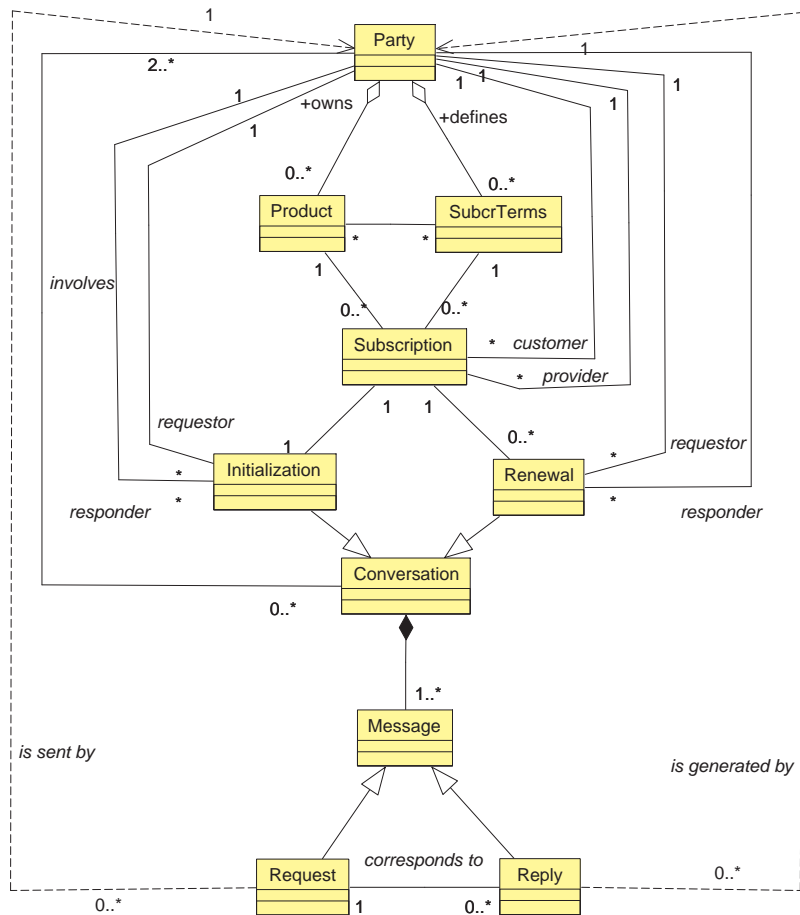 1
Party
1
2..*
1
1
1
1
1
1
+owns
+defines
0..*
0..*
Product
SubcrTerms
*
*
1
1
involves
0..*
0..*
Subscription
*
customer
*
provider
1
1
requestor
0..*
requestor
1
*
Initialization
Renewal
*
responder
*
*
responder
Conversation
0..*
1..*
Message
is sent by
is generated by
corresponds to
Request
Reply
0..*
1
0..*
0..*